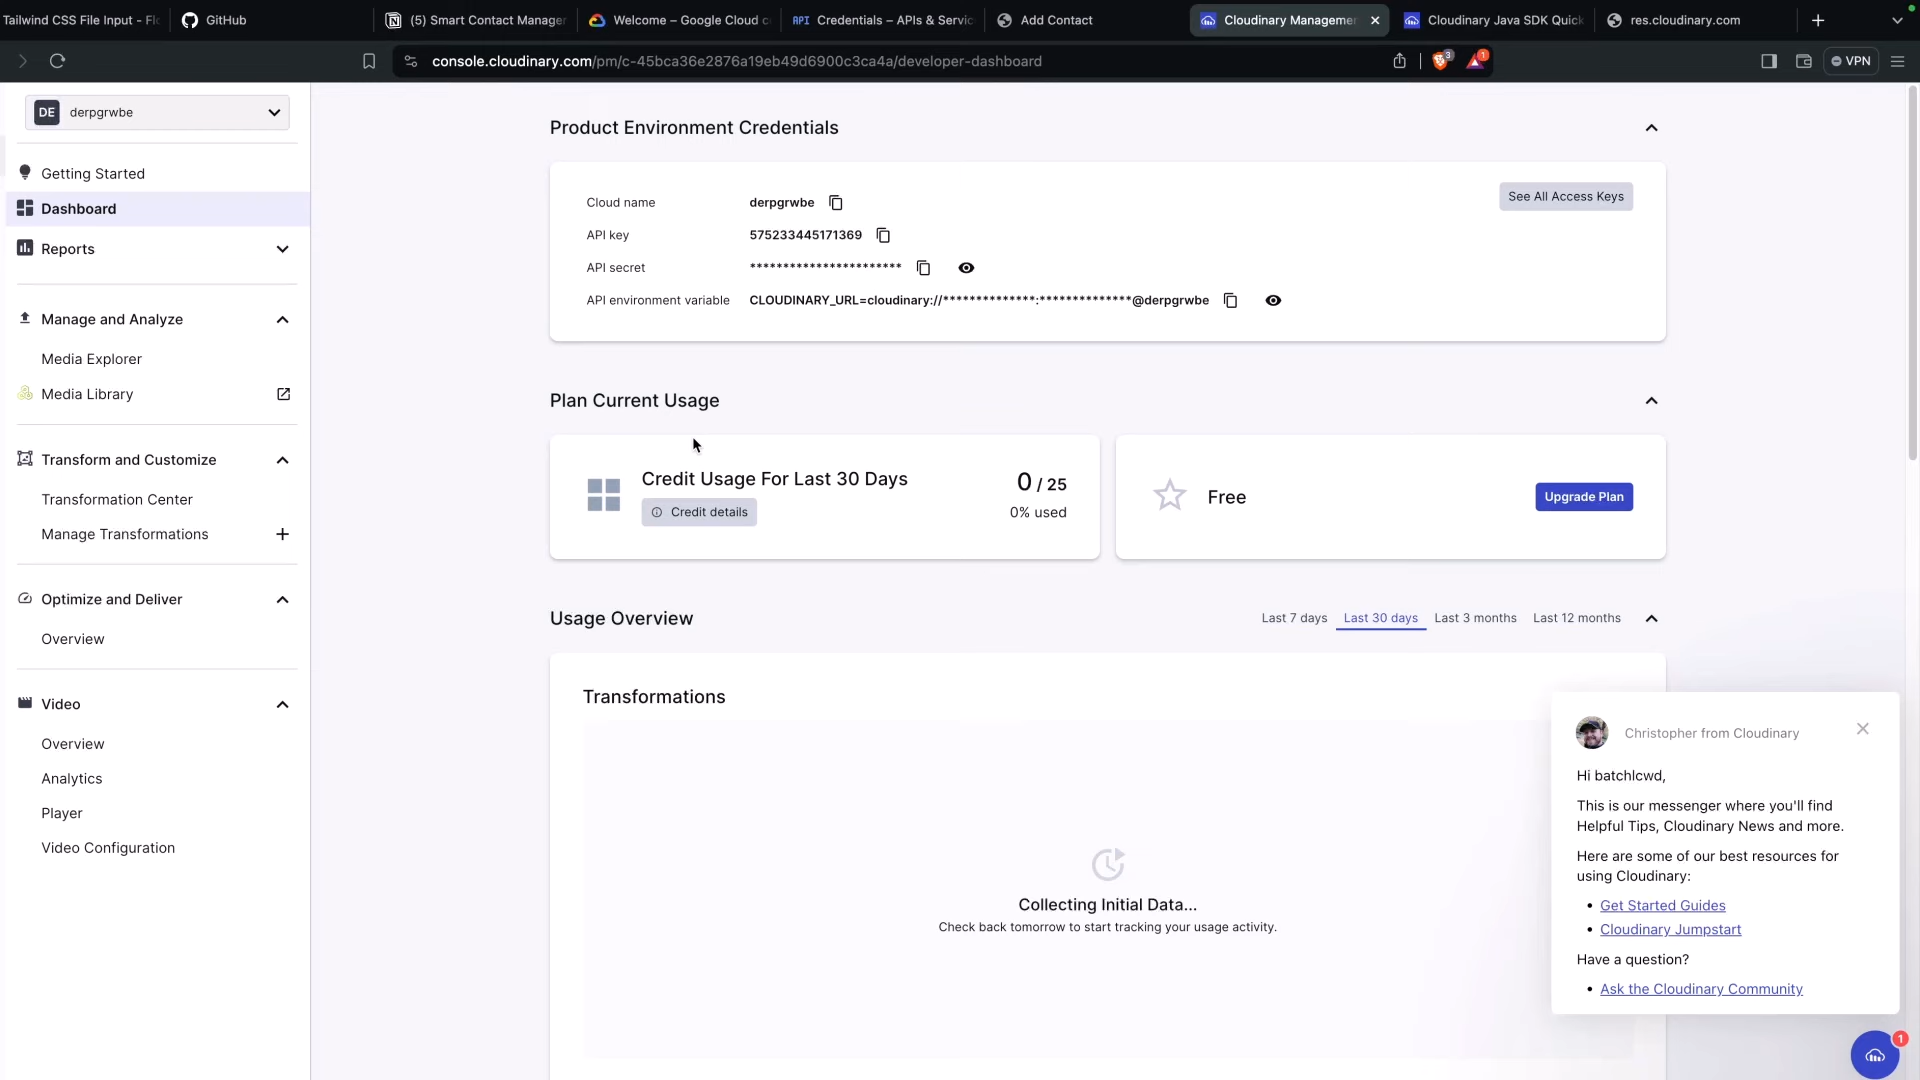 Tailwind CSS File Input - Fl
GitHub
(5) Smart Contact Manager
Welcome – Google Cloud c
API Credentials – APIs & Servic
Add Contact
Cloudinary Managemen
Cloudinary Java SDK Quick
res.cloudinary.com
console.cloudinary.com/pm/c-45bca36e2876a19eb49d6900c3ca4a/developer-dashboard
3
1
VPN
DE derpgrwbe
Getting Started
Dashboard
Reports
Manage and Analyze
Media Explorer
Media Library
Transform and Customize
Transformation Center
Manage Transformations
Optimize and Deliver
Overview
Video
Overview
Analytics
Player
Video Configuration
Product Environment Credentials
See All Access Keys
Cloud name derpgrwbe
API key 575233445171369
API secret ***********************
API environment variable CLOUDINARY_URL=cloudinary://**************:**************@derpgrwbe
Plan Current Usage
Credit Usage For Last 30 Days
Credit details
0 / 25
0% used
Free
Upgrade Plan
Usage Overview
Last 7 days Last 30 days Last 3 months Last 12 months
Transformations
Collecting Initial Data...
Check back tomorrow to start tracking your usage activity.
Christopher from Cloudinary
Hi batchlcwd,
This is our messenger where you'll find
Helpful Tips, Cloudinary News and more.
Here are some of our best resources for
using Cloudinary:
• Get Started Guides
• Cloudinary Jumpstart
Have a question?
• Ask the Cloudinary Community
1